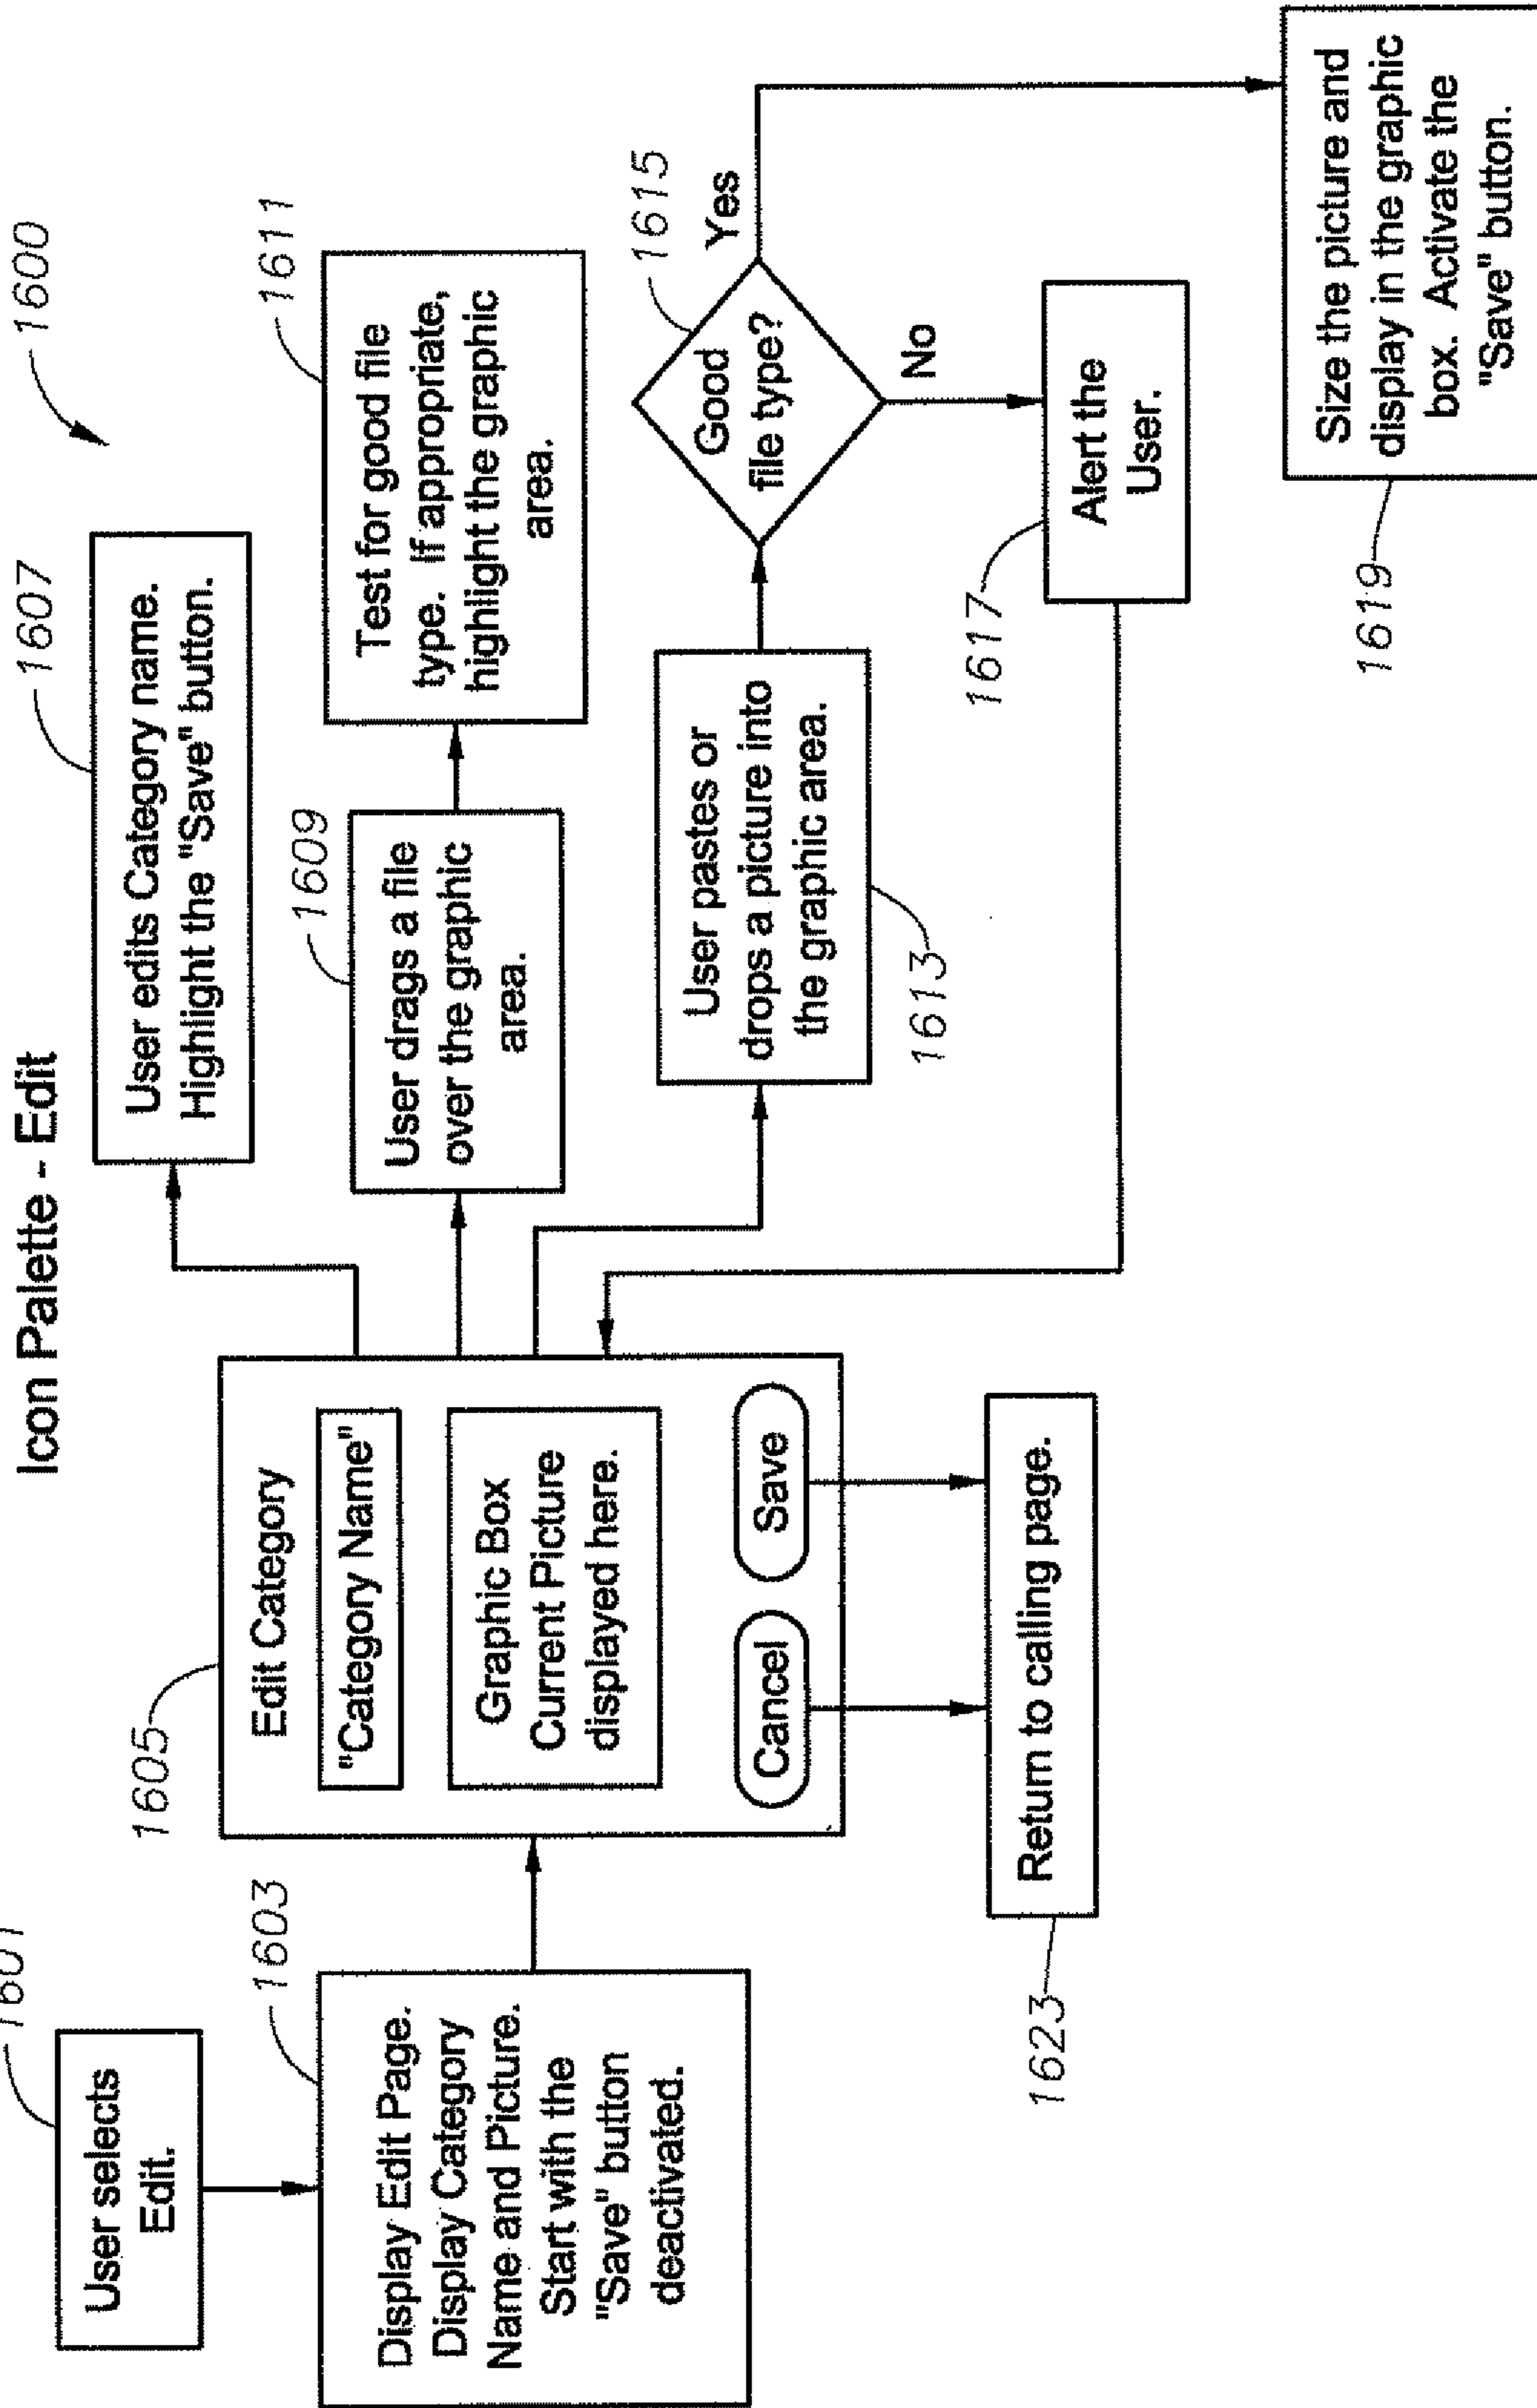 Icon Palette - Edit
1600
1601
User selects
Edit.
1603
Display Edit Page.
Display Category
Name and Picture.
Start with the
"Save" button
deactivated.
1605
Edit Category
"Category Name"
Graphic Box
Current Picture
displayed here.
Cancel
Save
1607
User edits Category name.
Highlight the "Save" button.
1609
User drags a file
over the graphic
area.
1611
Test for good file
type. If appropriate,
highlight the graphic
area.
1613
User pastes or
drops a picture into
the graphic area.
1615
Good
file type?
Yes
No
1617
Alert the
User.
1619
Size the picture and
display in the graphic
box. Activate the
"Save" button.
1623
Return to calling page.